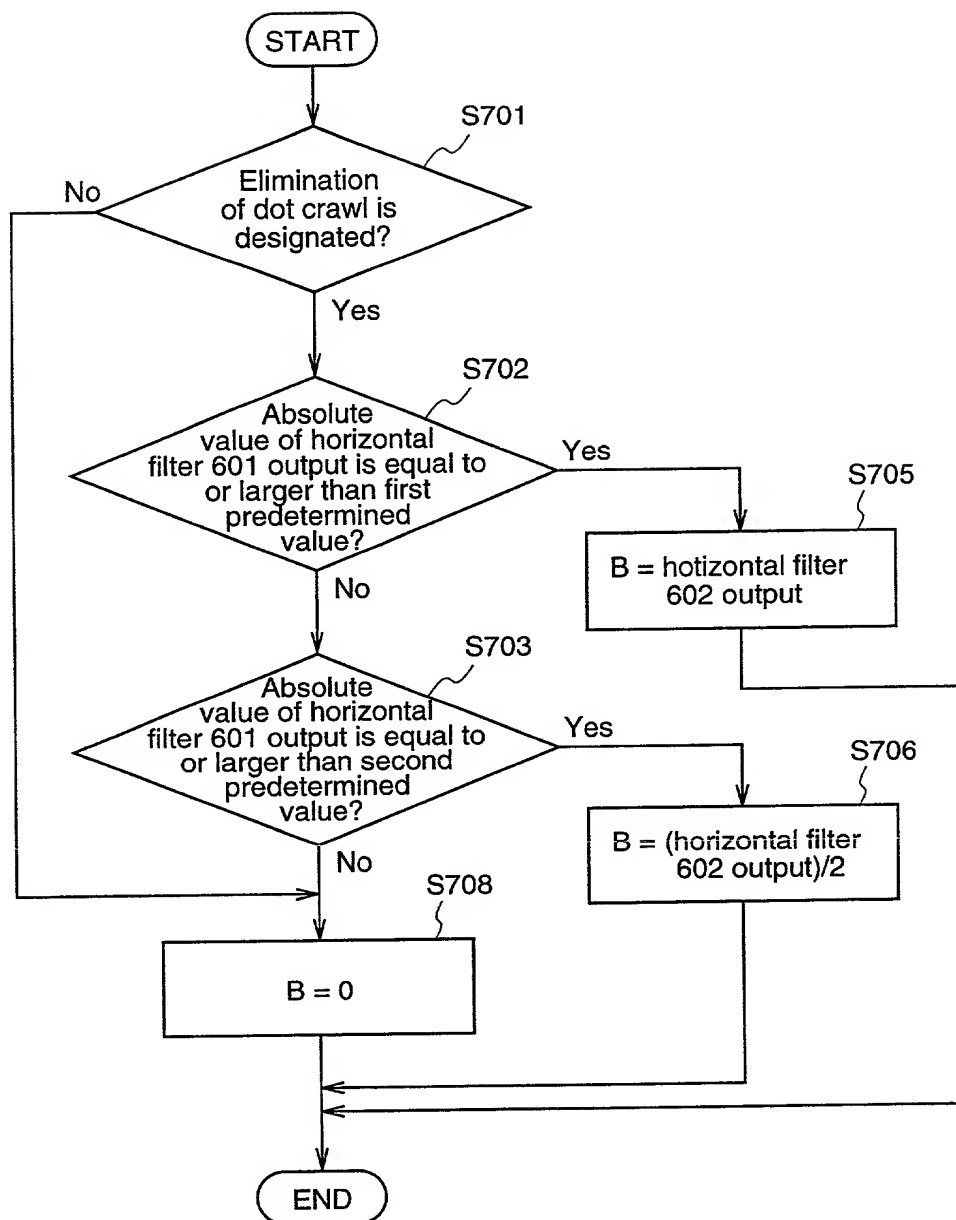 START
S701
No
Elimination
of dot crawl is
designated?
Yes
S702
Absolute
value of horizontal
filter 601 output is equal to
or larger than first
predetermined
value?
Yes
S705
B = hotizontal filter
602 output
No
S703
Absolute
value of horizontal
filter 601 output is equal to
or larger than second
predetermined
value?
Yes
S706
B = (horizontal filter
602 output)/2
No
S708
B = 0
END